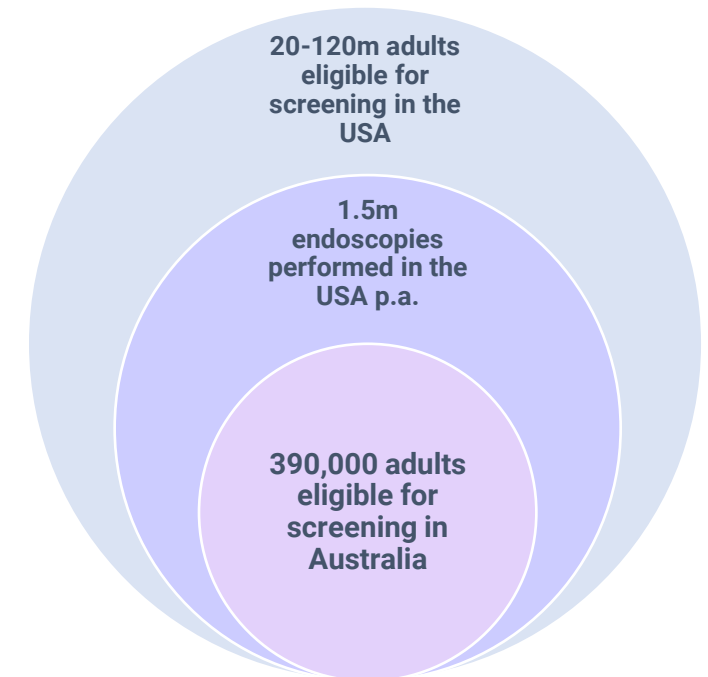 20-120m adults
eligible for
screening in the
USA
1.5m
endoscopies
performed in the
USA p.a.
390,000 adults
eligible for
screening in
Australia